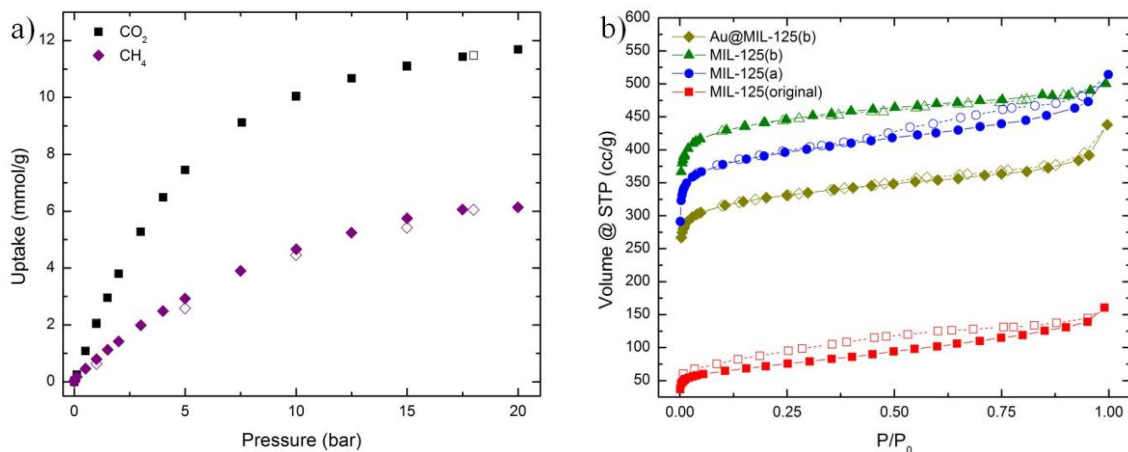 a)
CO2
CH4
Uptake (mmol/g)
12
10
8
6
4
2
0
0
5
10
15
20
Pressure (bar)
b)
Au@MIL-125(b)
MIL-125(b)
MIL-125(a)
MIL-125(original)
Volume @ STP (cc/g)
600
550
500
450
400
350
300
250
200
150
100
50
0.00
0.25
0.50
0.75
1.00
P/P0